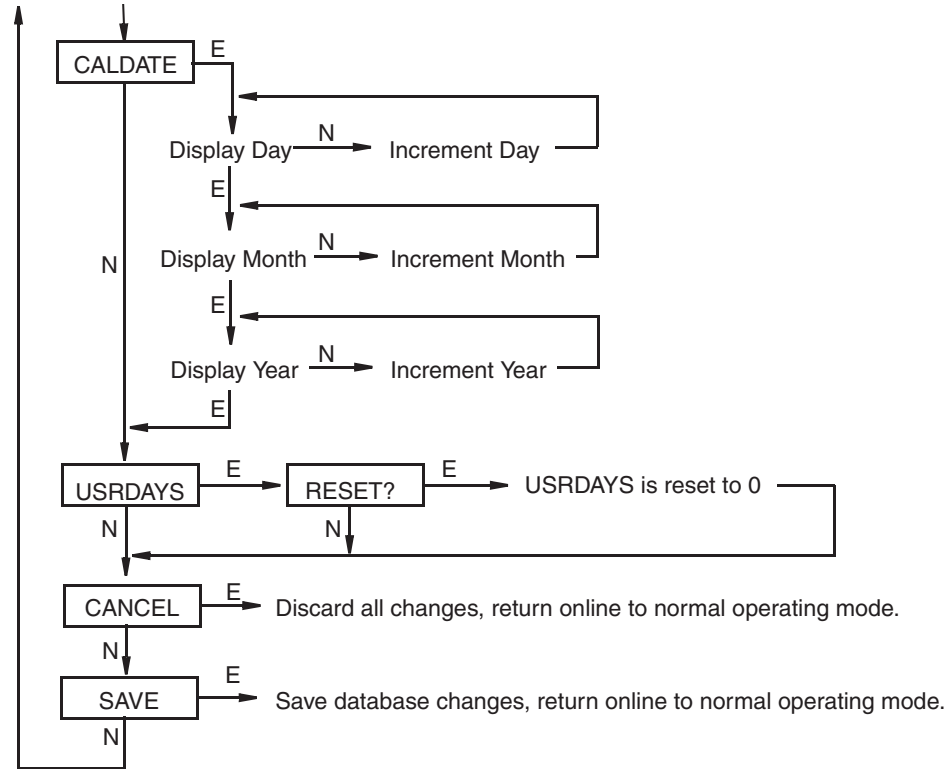 E
CALDATE
N
Display Day
Increment Day
E
N
Display Month
Increment Month
N
E
N
Display Year
Increment Year
E
E
E
USRDAYS
RESET?
USRDAYS is reset to 0
N
N
E
CANCEL
Discard all changes, return online to normal operating mode.
N
E
SAVE
Save database changes, return online to normal operating mode.
N